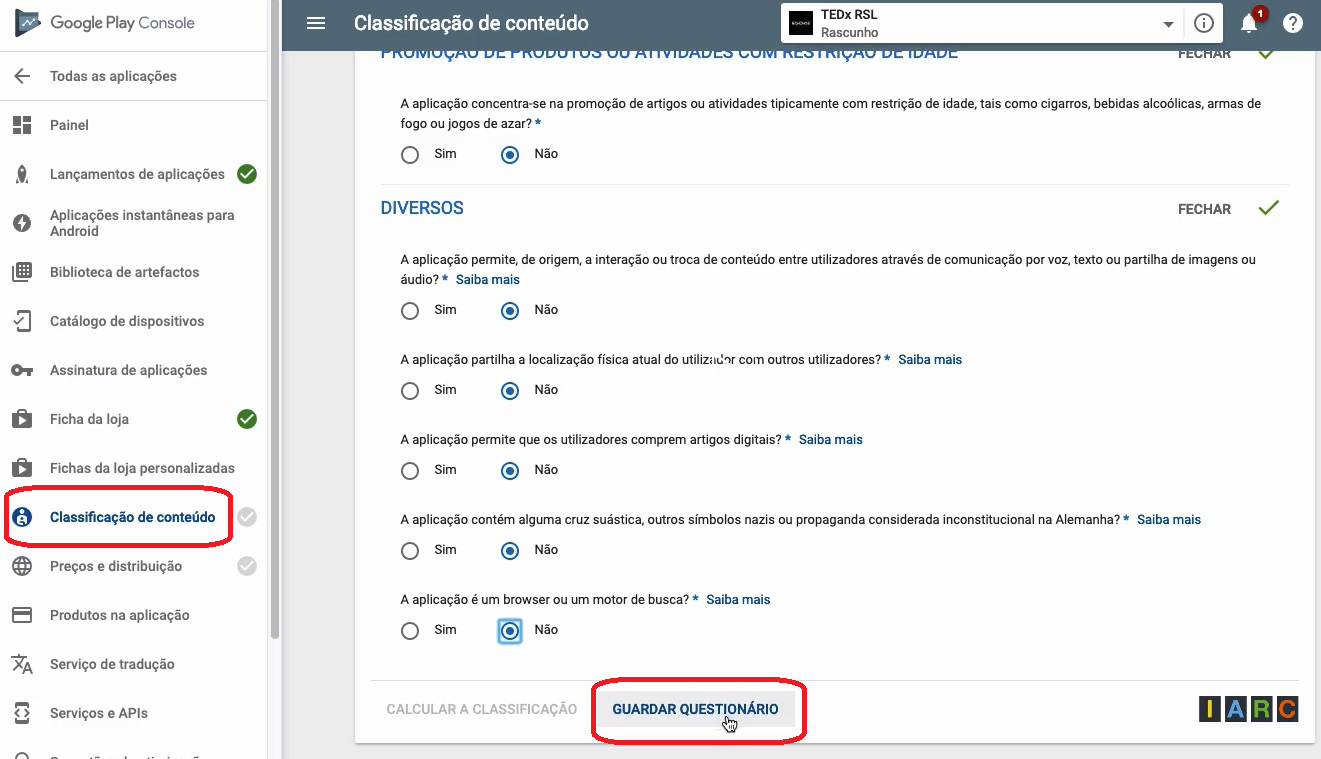 Google Play Console
Todas as aplicações
Painel
Lançamentos de aplicações
Aplicações instantâneas para
Android
Biblioteca de artefactos
Catálogo de dispositivos
Assinatura de aplicações
Ficha da loja
Fichas da loja personalizadas
Classificação de conteúdo
Preços e distribuição
Produtos na aplicação
Serviço de tradução
Serviços e APIs
Classificação de conteúdo
TEDx RSL
Rascunho
1
PROMOÇÃO DE PRODUTOS OU ATIVIDADES COM RESTRIÇÃO DE IDADE
FECHAR
A aplicação concentra-se na promoção de artigos ou atividades tipicamente com restrição de idade, tais como cigarros, bebidas alcoólicas, armas de
fogo ou jogos de azar? *
Sim Não
DIVERSOS
FECHAR
A aplicação permite, de origem, a interação ou troca de conteúdo entre utilizadores através de comunicação por voz, texto ou partilha de imagens ou
áudio? * Saiba mais
Sim Não
A aplicação partilha a localização física atual do utilizador com outros utilizadores? * Saiba mais
Sim Não
A aplicação permite que os utilizadores comprem artigos digitais? * Saiba mais
Sim Não
A aplicação contém alguma cruz suástica, outros símbolos nazis ou propaganda considerada inconstitucional na Alemanha? * Saiba mais
Sim Não
A aplicação é um browser ou um motor de busca? * Saiba mais
Sim Não
CALCULAR A CLASSIFICAÇÃO
GUARDAR QUESTIONÁRIO
IARC